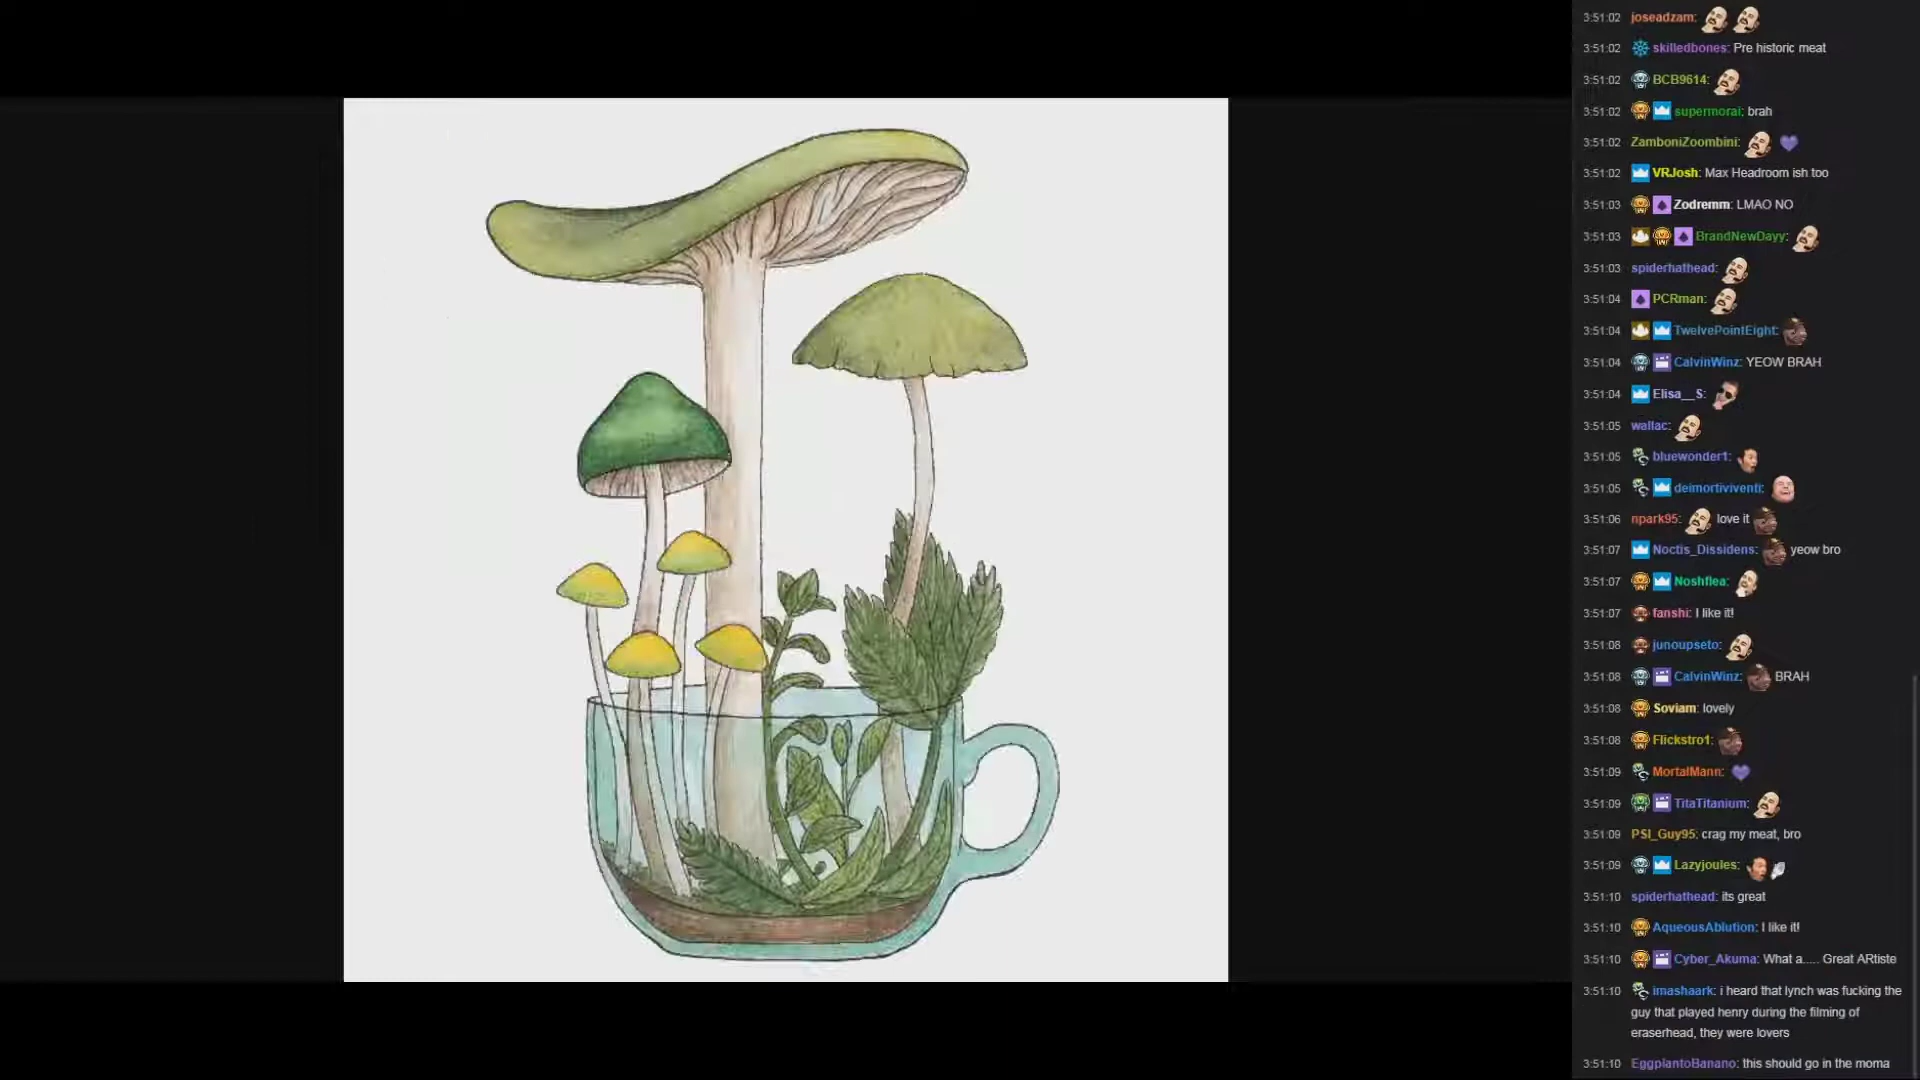 3:51:02 joseadzam:
3:51:02 skilledbones: Pre historic meat
3:51:02 BCB9614:
3:51:02 supermorai: brah
3:51:02 ZamboniZoombini:
3:51:02 VRJosh: Max Headroom ish too
3:51:03 Zodremm: LMAO NO
3:51:03 BrandNewDayy:
3:51:03 spiderhathead:
3:51:04 PCRman:
3:51:04 TwelvePointEight:
3:51:04 CalvinWinz: YEOW BRAH
3:51:04 Elisa__S:
3:51:05 wallac:
3:51:05 bluewonder1:
3:51:05 deimortiviventi:
3:51:06 npark95: love it
3:51:07 Noctis_Dissidens: yeow bro
3:51:07 Noshflea:
3:51:07 fanshi: I like it!
3:51:08 junoupseto:
3:51:08 CalvinWinz: BRAH
3:51:08 Soviam: lovely
3:51:08 Flickstro1:
3:51:09 MortalMann:
3:51:09 TitaTitanium:
3:51:09 PSI_Guy95: crag my meat, bro
3:51:09 Lazyjoules:
3:51:10 spiderhathead: its great
3:51:10 AqueousAblution: I like it!
3:51:10 Cyber_Akuma: What a..... Great ARtiste
3:51:10 imashaark: i heard that lynch was fucking the
guy that played henry during the filming of
eraserhead, they were lovers
3:51:10 EggplantoBanano: this should go in the moma